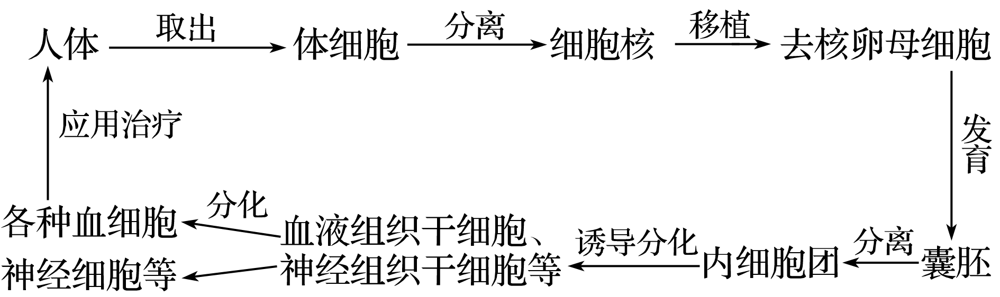 人体 取出 体细胞 分离 细胞核 移植 去核卵母细胞
应用治疗
发育
各种血细胞 分化 血液组织干细胞、 诱导分化 内细胞团 分离 囊胚
神经细胞等 神经组织干细胞等